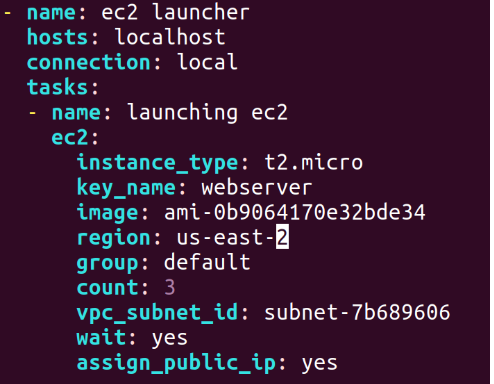 - name: ec2 launcher
  hosts: localhost
  connection: local
  tasks:
  - name: launching ec2
    ec2:
      instance_type: t2.micro
      key_name: webserver
      image: ami-0b9064170e32bde34
      region: us-east-2
      group: default
      count: 3
      vpc_subnet_id: subnet-7b689606
      wait: yes
      assign_public_ip: yes